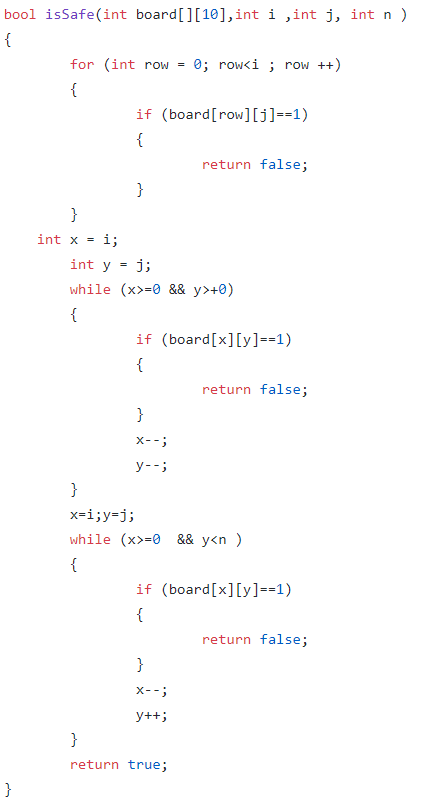 bool isSafe(int board[][10],int i ,int j, int n )
{
        for (int row = 0; row<i ; row ++)
        {
                if (board[row][j]==1)
                {
                        return false;
                }
        }
    int x = i;
        int y = j;
        while (x>=0 && y>+0)
        {
                if (board[x][y]==1)
                {
                        return false;
                }
                x--;
                y--;
        }
        x=i;y=j;
        while (x>=0  && y<n )
        {
                if (board[x][y]==1)
                {
                        return false;
                }
                x--;
                y++;
        }
        return true;
}